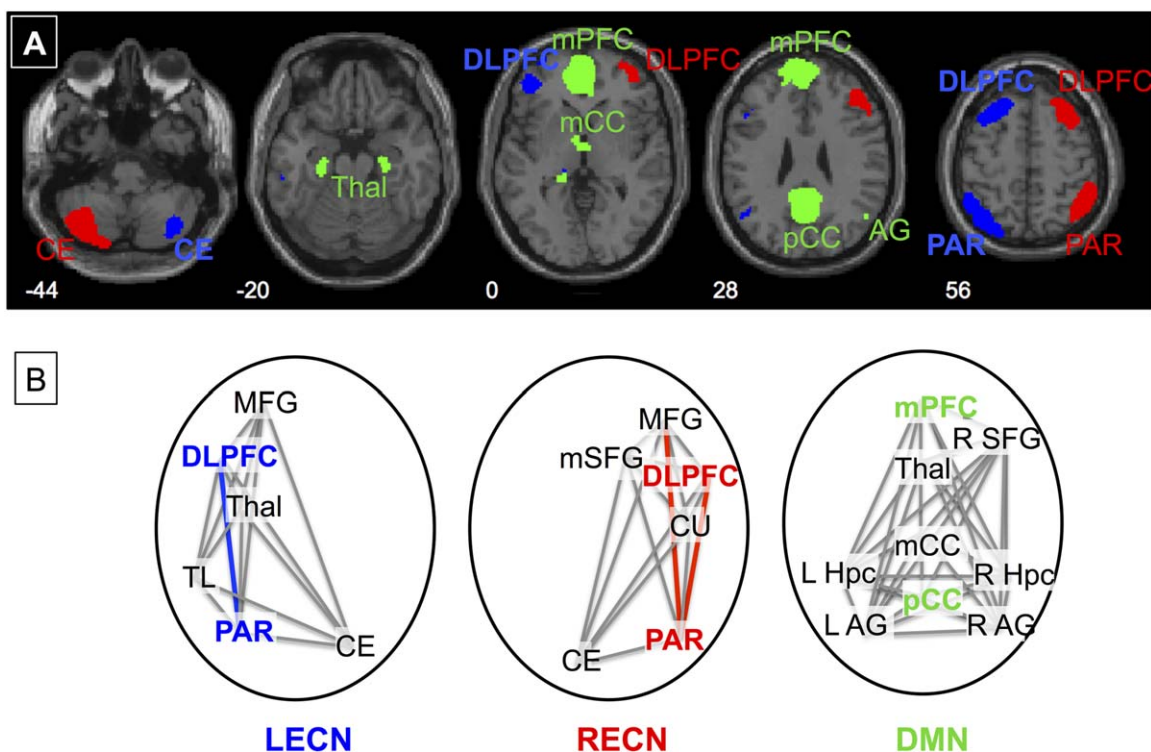 A
mPFC
DLPFC
DLPFC
mCC
Thal
CE
CE
mPFC
pCC
AG
DLPFC
DLPFC
PAR
PAR
-44
-20
0
28
56
B
MFG
DLPFC
Thal
TL
PAR
CE
LECN
MFG
mSFG
DLPFC
CU
CE
PAR
RECN
mPFC
R SFG
Thal
mCC
L Hpc
R Hpc
pCC
L AG
R AG
DMN